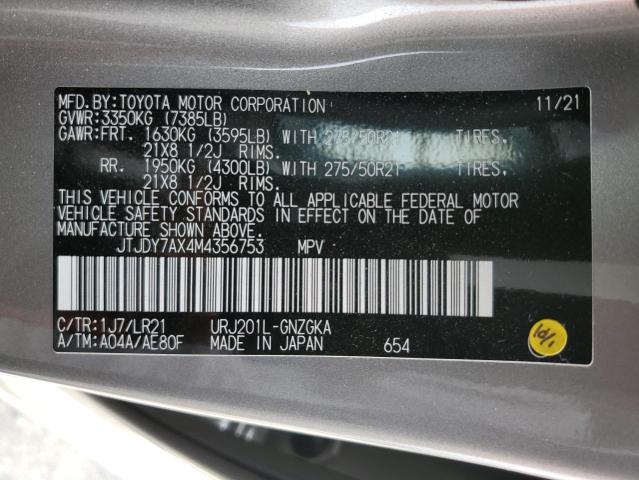 MFD.BY:TOYOTA MOTOR CORPORATION 11/21
GVWR:3350KG (7385LB)
GAWR:FRT. 1630KG (3595LB) WITH 275/50R21 TIRES.
21X8 1/2J RIMS.
RR. 1950KG (4300LB) WITH 275/50R21 TIRES.
21X8 1/2J RIMS.
THIS VEHICLE CONFORMS TO ALL APPLICABLE FEDERAL MOTOR
VEHICLE SAFETY STANDARDS IN EFFECT ON THE DATE OF
MANUFACTURE SHOWN ABOVE.
JTJDY7AX4M4356753 MPV
C/TR:1J7/LR21 URJ201L-GNZGKA
A/TM:A04A/AE80F MADE IN JAPAN 654